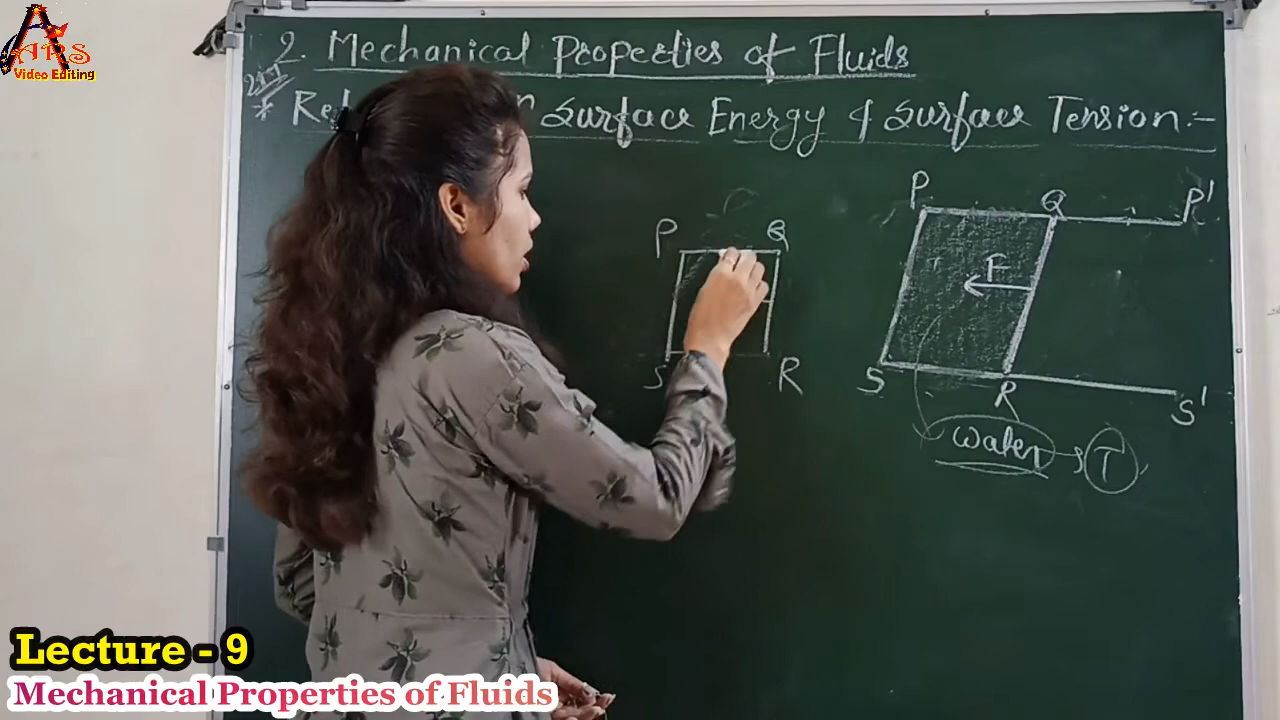 ARS
Video Editing
2. Mechanical Properties of Fluids
* Rel n Surface Energy & Surface Tension :-
P Q
S R
P Q P'
F
S R S'
water T
Lecture - 9
Mechanical Properties of Fluids